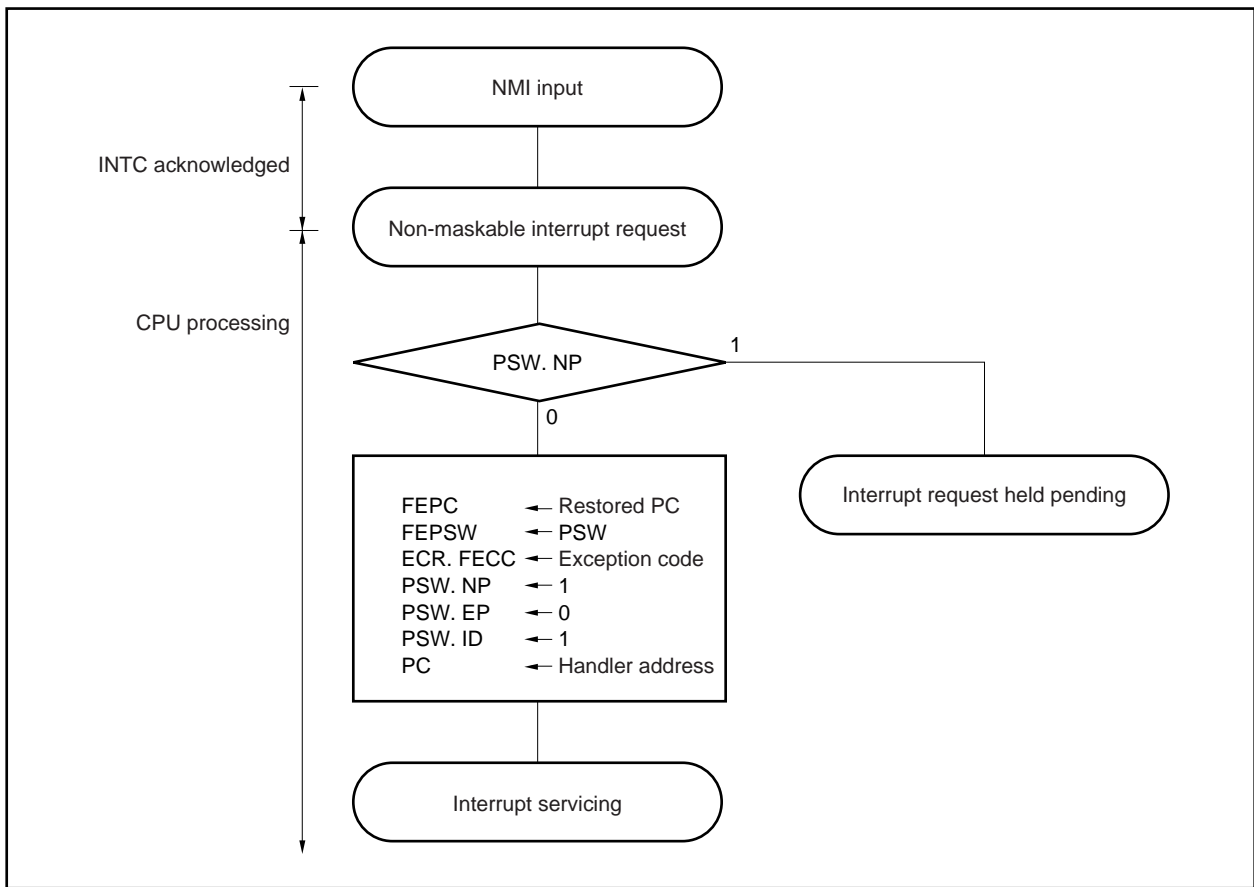 NMI input
INTC acknowledged
Non-maskable interrupt request
CPU processing
PSW. NP
1
0
FEPC ← Restored PC
FEPSW ← PSW
ECR. FECC ← Exception code
PSW. NP ← 1
PSW. EP ← 0
PSW. ID ← 1
PC ← Handler address
Interrupt request held pending
Interrupt servicing